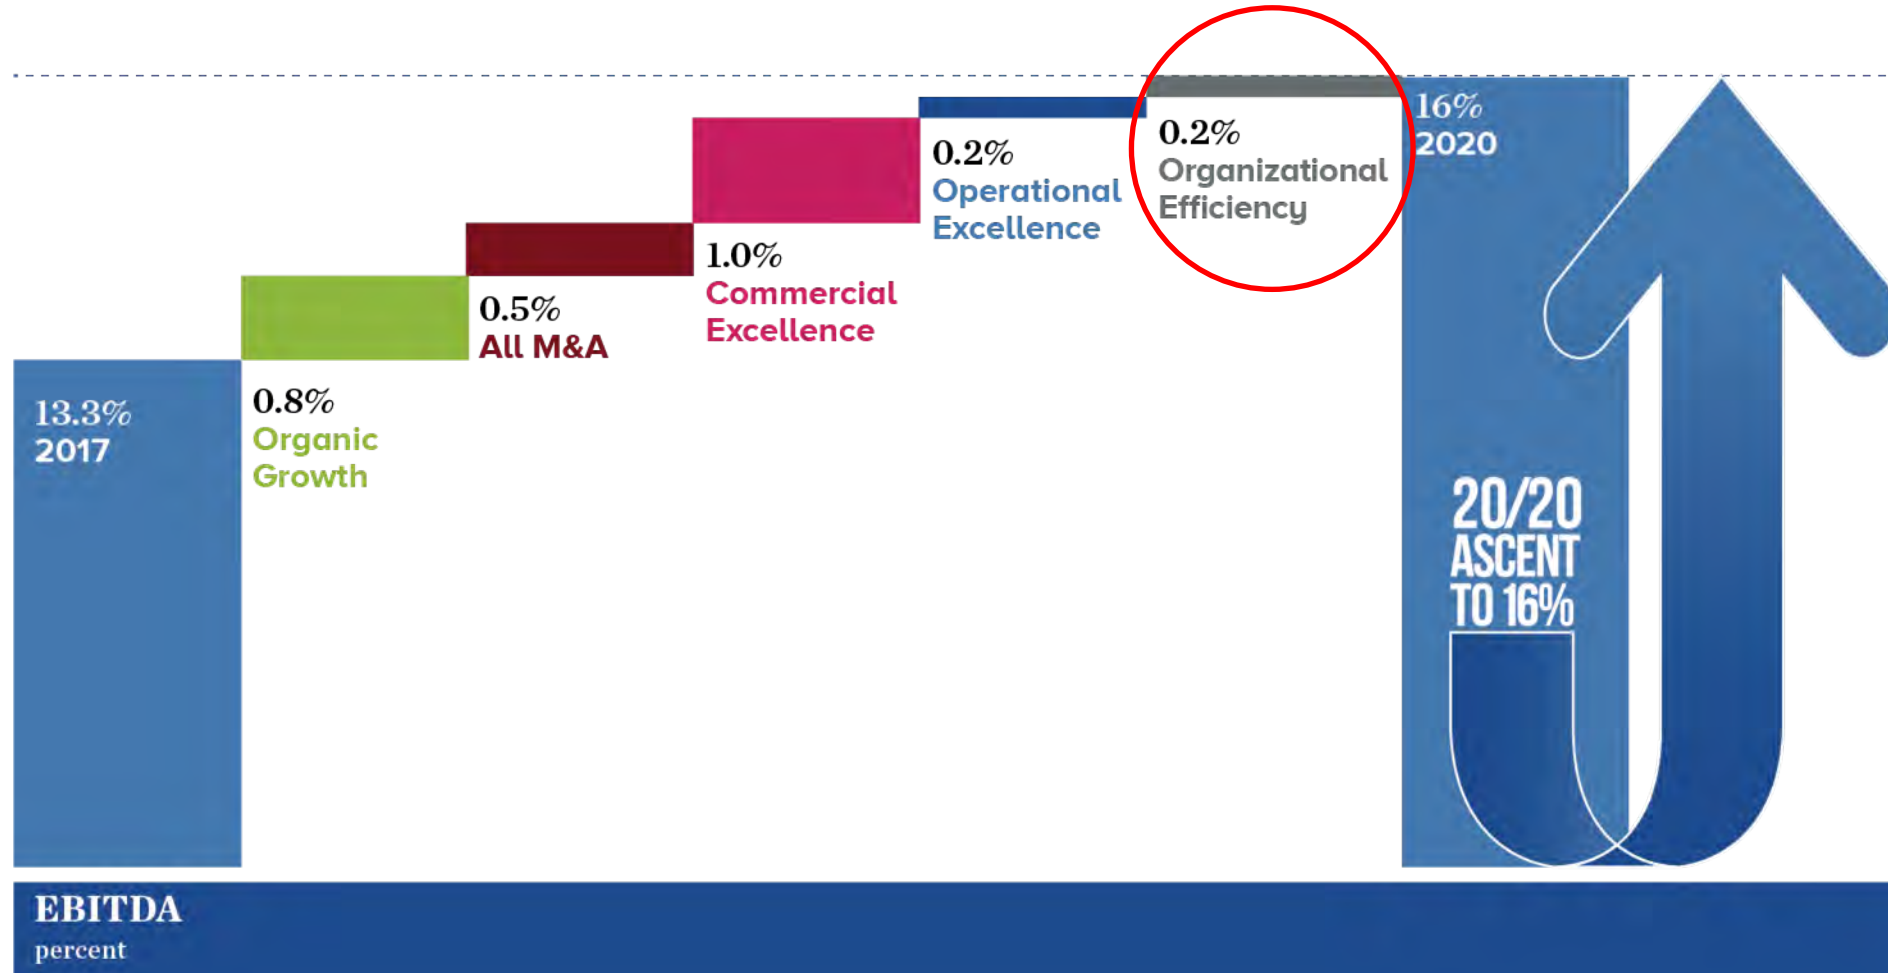 13.3%
2017
0.8%
Organic
Growth
0.5%
All M&A
1.0%
Commercial
Excellence
0.2%
Operational
Excellence
0.2%
Organizational
Efficiency
16%
2020
20/20
ASCENT
TO 16%
EBITDA
percent